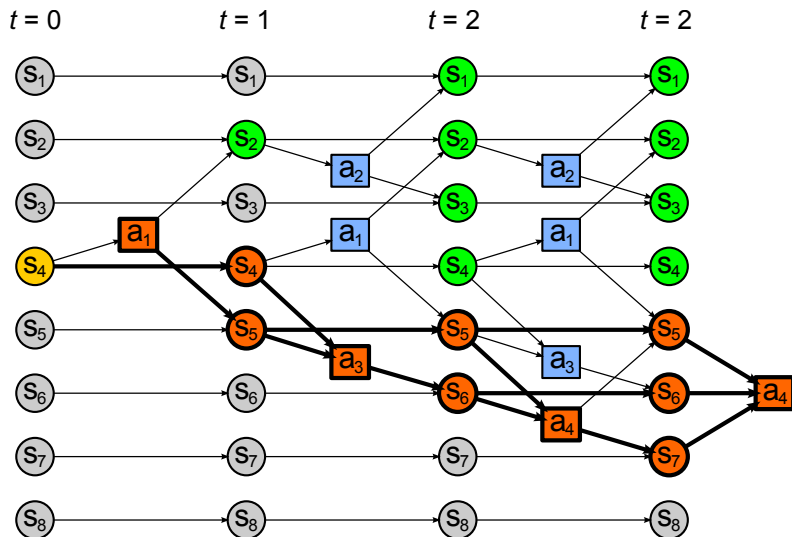 t = 0 t = 1 t = 2 t = 2
s1 s1 s1 s1
s2 s2 s2 s2
a2 a2
s3 s3 s3 s3
a1 a1 a1
s4 s4 s4 s4
s5 s5 s5 s5
a3 a3
s6 s6 s6 s6 a4
a4
s7 s7 s7 s7
s8 s8 s8 s8